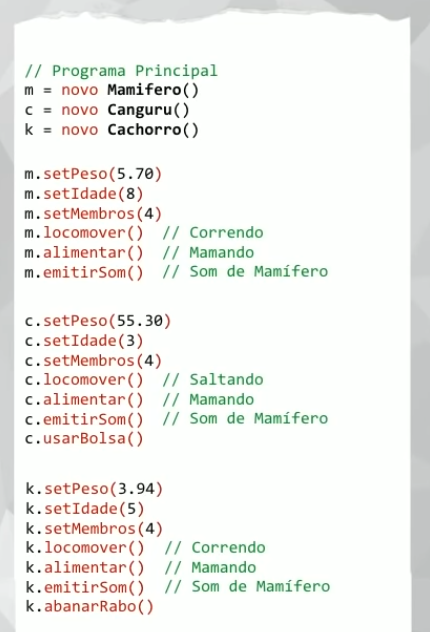 // Programa Principal
m = novo Mamifero()
c = novo Canguru()
k = novo Cachorro()
m.setPeso(5.70)
m.setIdade(8)
m.setMembros(4)
m.locomover() // Correndo
m.alimentar() // Mamando
m.emitirSom() // Som de Mamífero
c.setPeso(55.30)
c.setIdade(3)
c.setMembros(4)
c.locomover() // Saltando
c.alimentar() // Mamando
c.emitirSom() // Som de Mamífero
c.usarBolsa()
k.setPeso(3.94)
k.setIdade(5)
k.setMembros(4)
k.locomover() // Correndo
k.alimentar() // Mamando
k.emitirSom() // Som de Mamífero
k.abanarRabo()